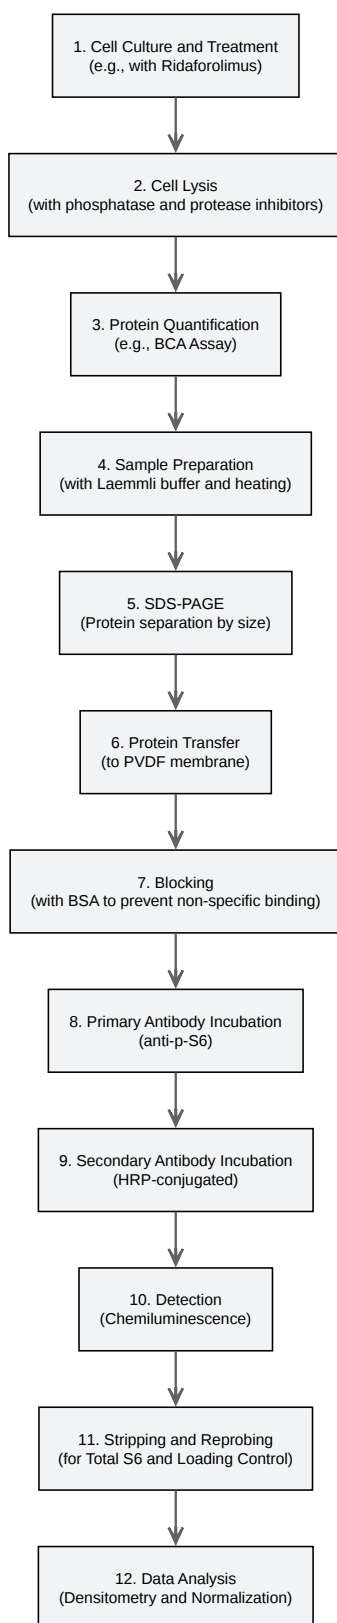 1. Cell Culture and Treatment
(e.g., with Ridaforolimus)
2. Cell Lysis
(with phosphatase and protease inhibitors)
3. Protein Quantification
(e.g., BCA Assay)
4. Sample Preparation
(with Laemmli buffer and heating)
5. SDS-PAGE
(Protein separation by size)
6. Protein Transfer
(to PVDF membrane)
7. Blocking
(with BSA to prevent non-specific binding)
8. Primary Antibody Incubation
(anti-p-S6)
9. Secondary Antibody Incubation
(HRP-conjugated)
10. Detection
(Chemiluminescence)
11. Stripping and Reprobing
(for Total S6 and Loading Control)
12. Data Analysis
(Densitometry and Normalization)